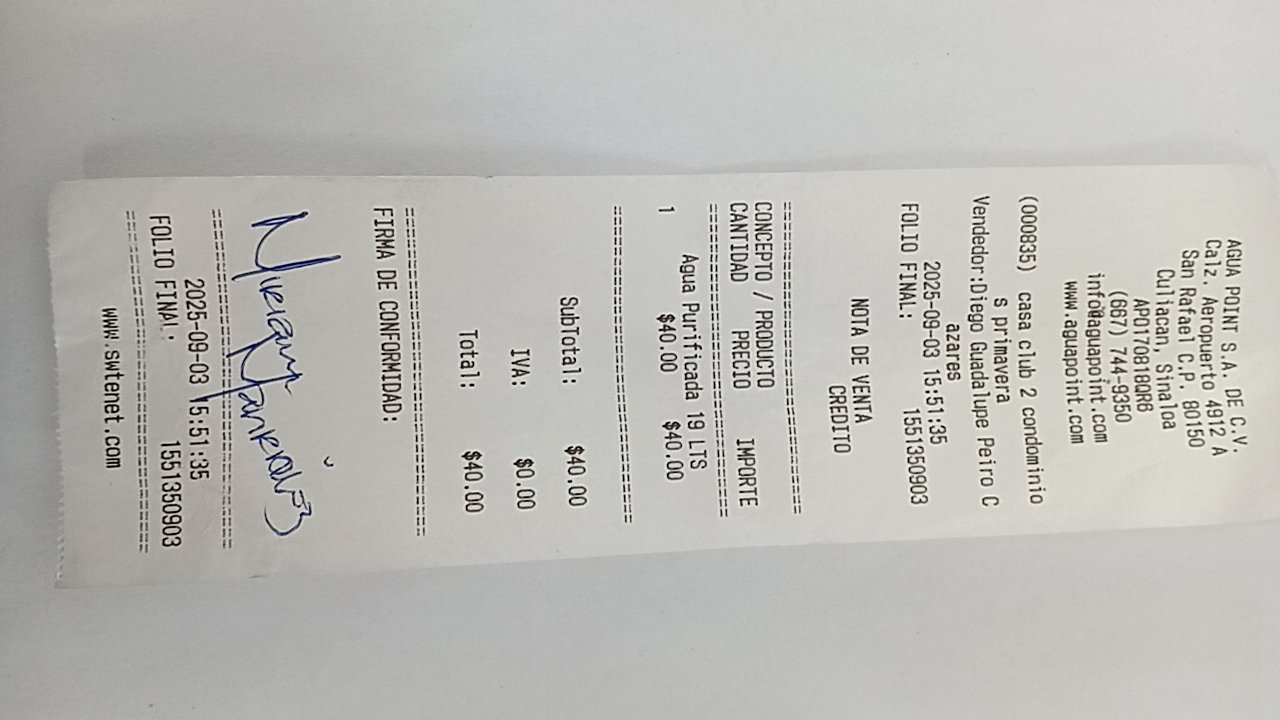 AGUA POINT S.A. DE C.V.
Calz. Aeropuerto 4912 A
San Rafael C.P. 80150
Culiacan, Sinaloa
APO170818QR6
(667) 744-9350
info@aguapoint.com
www.aguapoint.com
(000835) casa club 2 condominio
s primavera
Vendedor:Diego Guadalupe Peiro C
azares
2025-09-03 15:51:35
FOLIO FINAL: 1551350903
NOTA DE VENTA
CREDITO
================================
CONCEPTO / PRODUCTO
CANTIDAD PRECIO IMPORTE
================================
Agua Purificada 19 LTS
1 $40.00 $40.00
================================
SubTotal: $40.00
IVA: $0.00
Total: $40.00
================================
FIRMA DE CONFORMIDAD:
================================
2025-09-03 15:51:35
FOLIO FINAL: 1551350903
================================
www.swtenet.com